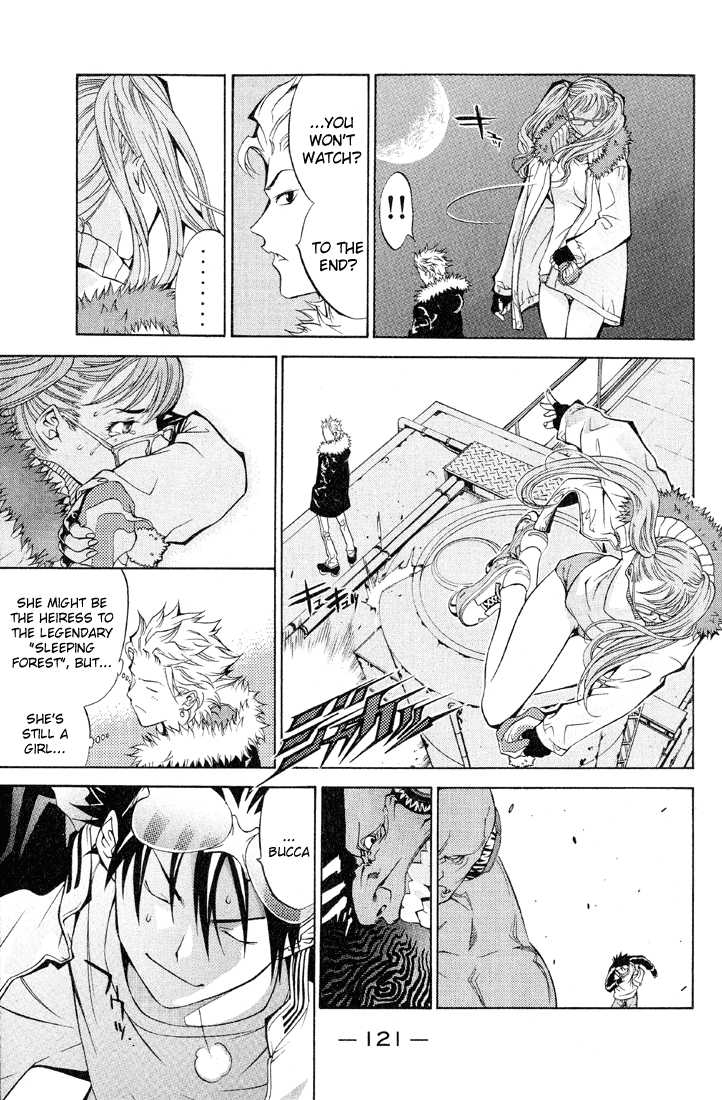 !!
...YOU
WON'T
WATCH?
TO THE
END?
......
SHE MIGHT BE
THE HEIRESS TO
THE LEGENDARY
"SLEEPING
FOREST", BUT...
SHE'S
STILL A
GIRL...
...
BUCCA
— 121 —